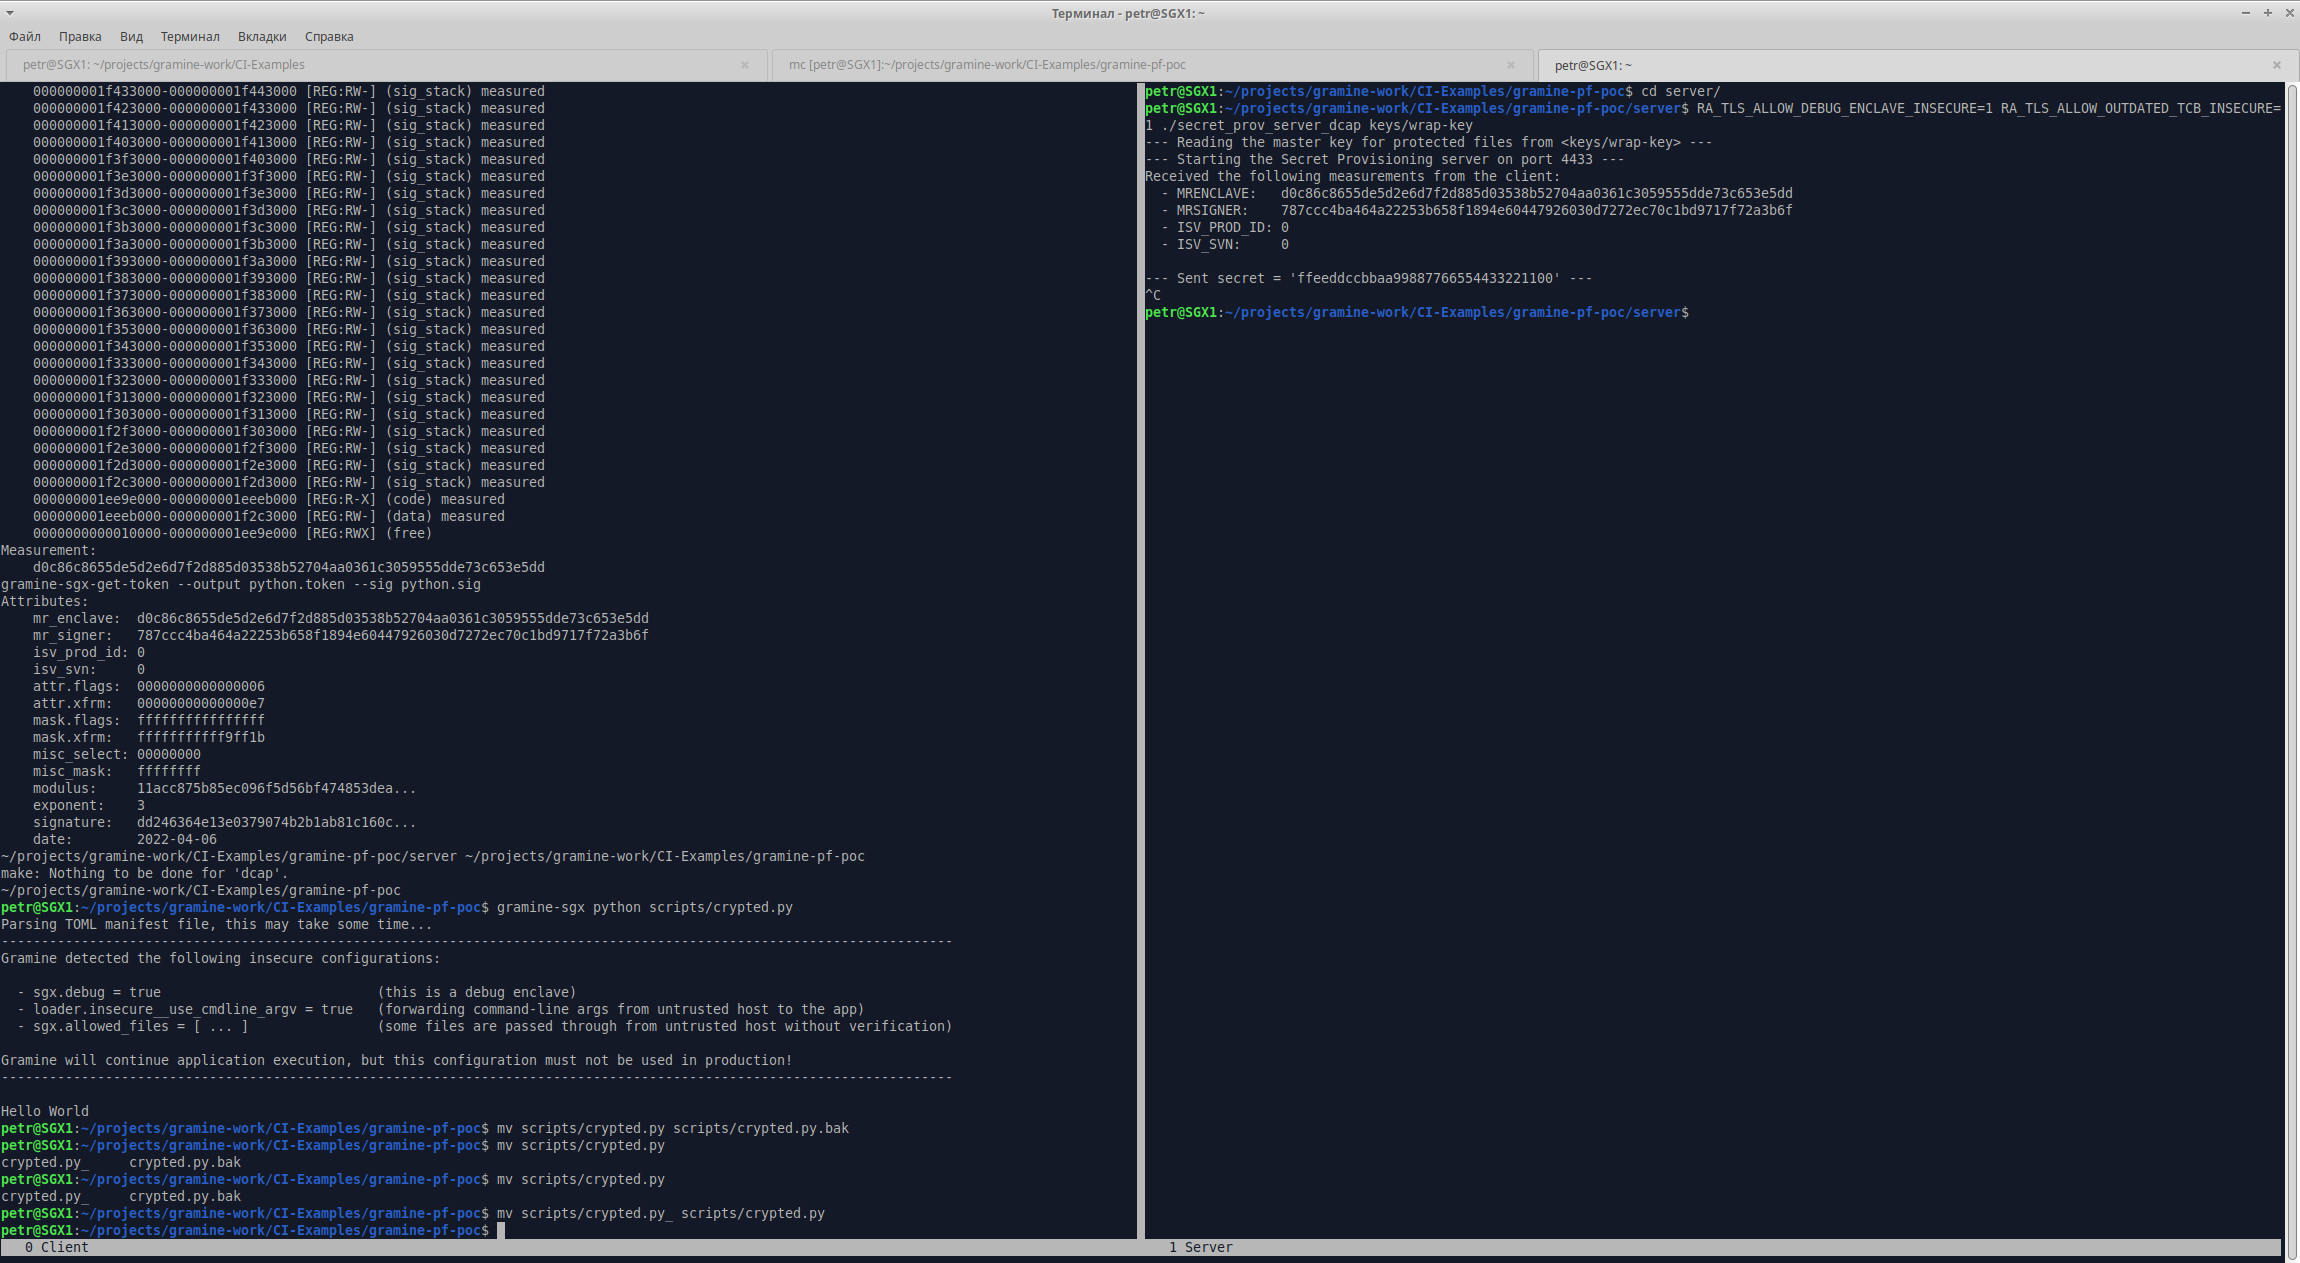 Терминал - petr@SGX1: ~
Файл Правка Вид Терминал Вкладки Справка
petr@SGX1: ~/projects/gramine-work/CI-Examples
mc [petr@SGX1]:~/projects/gramine-work/CI-Examples/gramine-pf-poc
petr@SGX1: ~
000000001f433000-000000001f443000 [REG:RW-] (sig_stack) measured
000000001f423000-000000001f433000 [REG:RW-] (sig_stack) measured
000000001f413000-000000001f423000 [REG:RW-] (sig_stack) measured
000000001f403000-000000001f413000 [REG:RW-] (sig_stack) measured
000000001f3f3000-000000001f403000 [REG:RW-] (sig_stack) measured
000000001f3e3000-000000001f3f3000 [REG:RW-] (sig_stack) measured
000000001f3d3000-000000001f3e3000 [REG:RW-] (sig_stack) measured
000000001f3c3000-000000001f3d3000 [REG:RW-] (sig_stack) measured
000000001f3b3000-000000001f3c3000 [REG:RW-] (sig_stack) measured
000000001f3a3000-000000001f3b3000 [REG:RW-] (sig_stack) measured
000000001f393000-000000001f3a3000 [REG:RW-] (sig_stack) measured
000000001f383000-000000001f393000 [REG:RW-] (sig_stack) measured
000000001f373000-000000001f383000 [REG:RW-] (sig_stack) measured
000000001f363000-000000001f373000 [REG:RW-] (sig_stack) measured
000000001f353000-000000001f363000 [REG:RW-] (sig_stack) measured
000000001f343000-000000001f353000 [REG:RW-] (sig_stack) measured
000000001f333000-000000001f343000 [REG:RW-] (sig_stack) measured
000000001f323000-000000001f333000 [REG:RW-] (sig_stack) measured
000000001f313000-000000001f323000 [REG:RW-] (sig_stack) measured
000000001f303000-000000001f313000 [REG:RW-] (sig_stack) measured
000000001f2f3000-000000001f303000 [REG:RW-] (sig_stack) measured
000000001f2e3000-000000001f2f3000 [REG:RW-] (sig_stack) measured
000000001f2d3000-000000001f2e3000 [REG:RW-] (sig_stack) measured
000000001f2c3000-000000001f2d3000 [REG:RW-] (sig_stack) measured
000000001ee9e000-000000001eeeb000 [REG:R-X] (code) measured
000000001eeeb000-000000001f2c3000 [REG:RW-] (data) measured
0000000000010000-000000001ee9e000 [REG:RWX] (free)
Measurement:
d0c86c8655de5d2e6d7f2d885d03538b52704aa0361c3059555dde73c653e5dd
gramine-sgx-get-token --output python.token --sig python.sig
Attributes:
mr_enclave: d0c86c8655de5d2e6d7f2d885d03538b52704aa0361c3059555dde73c653e5dd
mr_signer: 787ccc4ba464a22253b658f1894e60447926030d7272ec70c1bd9717f72a3b6f
isv_prod_id: 0
isv_svn: 0
attr.flags: 0000000000000006
attr.xfrm: 00000000000000e7
mask.flags: ffffffffffffffff
mask.xfrm: fffffffffff9ff1b
misc_select: 00000000
misc_mask: ffffffff
modulus: 11acc875b85ec096f5d56bf474853dea...
exponent: 3
signature: dd246364e13e0379074b2b1ab81c160c...
date: 2022-04-06
~/projects/gramine-work/CI-Examples/gramine-pf-poc/server ~/projects/gramine-work/CI-Examples/gramine-pf-poc
make: Nothing to be done for 'dcap'.
~/projects/gramine-work/CI-Examples/gramine-pf-poc
petr@SGX1:~/projects/gramine-work/CI-Examples/gramine-pf-poc$ gramine-sgx python scripts/crypted.py
Parsing TOML manifest file, this may take some time...
-----------------------------------------------------------------------------------------------------------------------
Gramine detected the following insecure configurations:
- sgx.debug = true (this is a debug enclave)
- loader.insecure__use_cmdline_argv = true (forwarding command-line args from untrusted host to the app)
- sgx.allowed_files = [ ... ] (some files are passed through from untrusted host without verification)
Gramine will continue application execution, but this configuration must not be used in production!
-----------------------------------------------------------------------------------------------------------------------
Hello World
petr@SGX1:~/projects/gramine-work/CI-Examples/gramine-pf-poc$ mv scripts/crypted.py scripts/crypted.py.bak
petr@SGX1:~/projects/gramine-work/CI-Examples/gramine-pf-poc$ mv scripts/crypted.py
crypted.py_ crypted.py.bak
petr@SGX1:~/projects/gramine-work/CI-Examples/gramine-pf-poc$ mv scripts/crypted.py
crypted.py_ crypted.py.bak
petr@SGX1:~/projects/gramine-work/CI-Examples/gramine-pf-poc$ mv scripts/crypted.py_ scripts/crypted.py
petr@SGX1:~/projects/gramine-work/CI-Examples/gramine-pf-poc$
0 Client
petr@SGX1:~/projects/gramine-work/CI-Examples/gramine-pf-poc$ cd server/
petr@SGX1:~/projects/gramine-work/CI-Examples/gramine-pf-poc/server$ RA_TLS_ALLOW_DEBUG_ENCLAVE_INSECURE=1 RA_TLS_ALLOW_OUTDATED_TCB_INSECURE=
1 ./secret_prov_server_dcap keys/wrap-key
--- Reading the master key for protected files from <keys/wrap-key> ---
--- Starting the Secret Provisioning server on port 4433 ---
Received the following measurements from the client:
- MRENCLAVE: d0c86c8655de5d2e6d7f2d885d03538b52704aa0361c3059555dde73c653e5dd
- MRSIGNER: 787ccc4ba464a22253b658f1894e60447926030d7272ec70c1bd9717f72a3b6f
- ISV_PROD_ID: 0
- ISV_SVN: 0
--- Sent secret = 'ffeeddccbbaa99887766554433221100' ---
^C
petr@SGX1:~/projects/gramine-work/CI-Examples/gramine-pf-poc/server$
1 Server